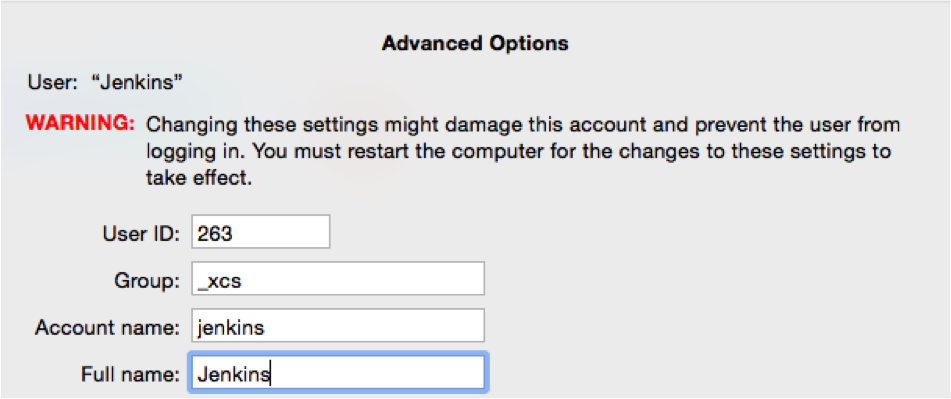 Advanced Options
User: “Jenkins”
WARNING: Changing these settings might damage this account and prevent the user from
logging in. You must restart the computer for the changes to these settings to
take effect.
User ID: 263
Group: _xcs
Account name: jenkins
Full name: Jenkins